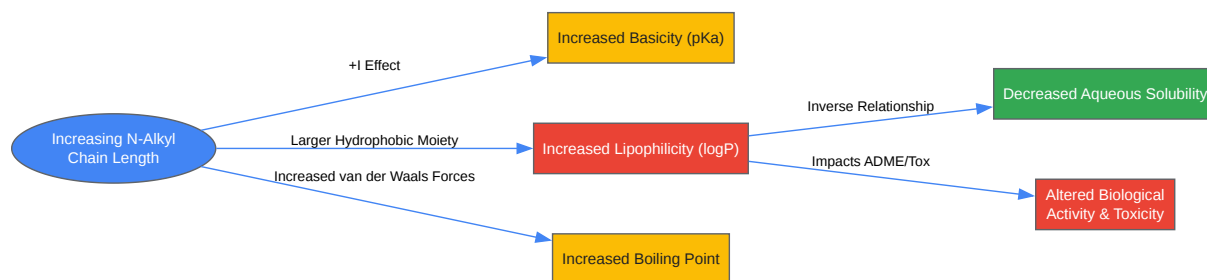 Increased Basicity (pKa)
+I Effect
Decreased Aqueous Solubility
Inverse Relationship
Increasing N-Alkyl
Chain Length
Larger Hydrophobic Moiety
Increased Lipophilicity (logP)
Impacts ADME/Tox
Increased van der Waals Forces
Altered Biological
Activity & Toxicity
Increased Boiling Point